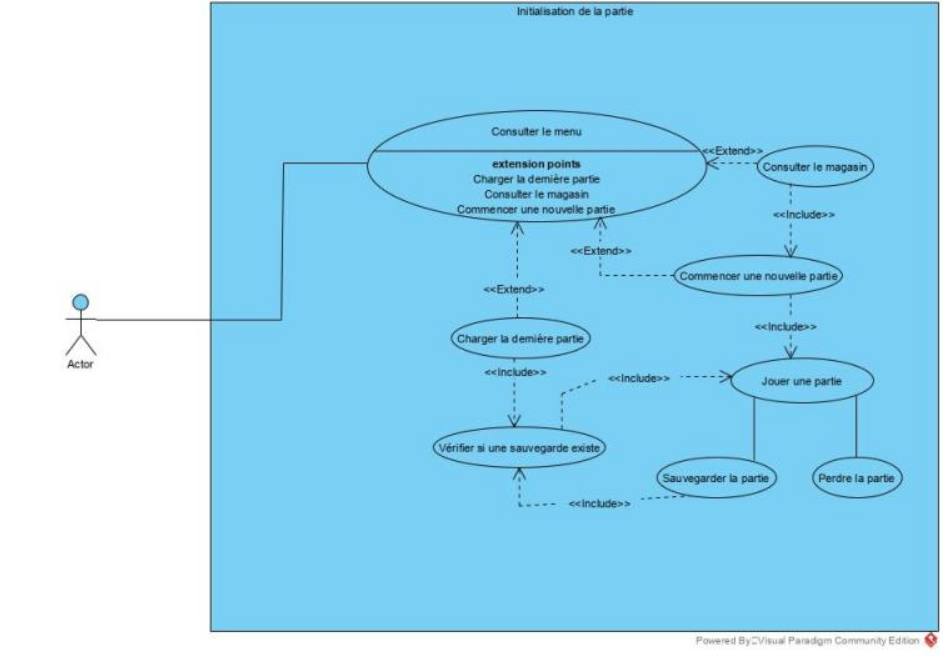 Initialisation de la partie
Consulter le menu
extension points
Charger la dernière partie
Consulter le magasin
Commencer une nouvelle partie
<<Extend>>
Consulter le magasin
<<Include>>
<<Extend>>
Commencer une nouvelle partie
<<Extend>>
<<Include>>
Charger la dernière partie
Actor
<<Include>>
<<Include>>
Jouer une partie
Vérifier si une sauvegarde existe
Sauvegarder la partie
Perdre la partie
<<Include>>
Powered By Visual Paradigm Community Edition